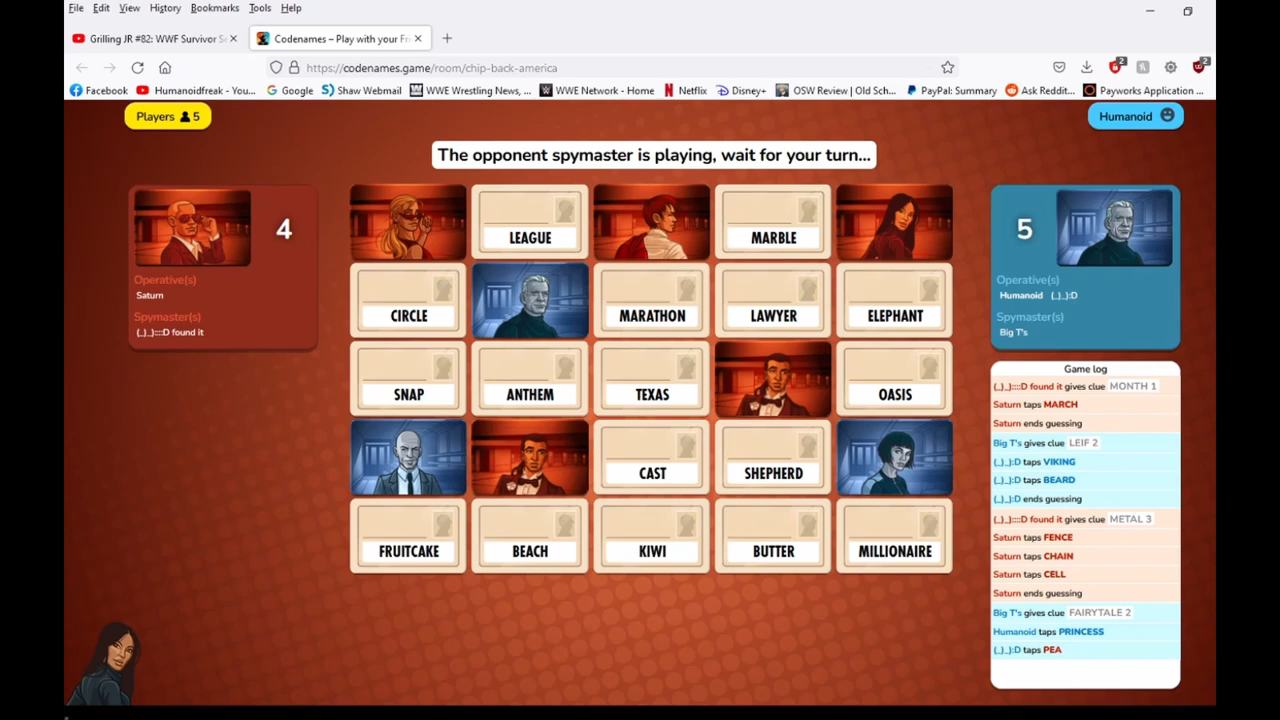 File Edit View History Bookmarks Tools Help
Grilling JR #82: WWF Survivor Se
Codenames – Play with your Fri
https://codenames.game/room/chip-back-america
2
2
Facebook Humanoidfreak - You... Google Shaw Webmail WWE Wrestling News, ... WWE Network - Home Netflix Disney+ OSW Review | Old Sch... PayPal: Summary Ask Reddit... Payworks Application ...
Players 5
Humanoid
The opponent spymaster is playing, wait for your turn...
4
Operative(s)
Saturn
Spymaster(s)
(_)_)::::D found it
LEAGUE
MARBLE
CIRCLE
MARATHON
LAWYER
ELEPHANT
SNAP
ANTHEM
TEXAS
OASIS
CAST
SHEPHERD
FRUITCAKE
BEACH
KIWI
BUTTER
MILLIONAIRE
5
Operative(s)
Humanoid (_)_):D
Spymaster(s)
Big T's
Game log
(_)_)::::D found it gives clue MONTH 1
Saturn taps MARCH
Saturn ends guessing
Big T's gives clue LEIF 2
(_)_):D taps VIKING
(_)_):D taps BEARD
(_)_):D ends guessing
(_)_)::::D found it gives clue METAL 3
Saturn taps FENCE
Saturn taps CHAIN
Saturn taps CELL
Saturn ends guessing
Big T's gives clue FAIRYTALE 2
Humanoid taps PRINCESS
(_)_):D taps PEA